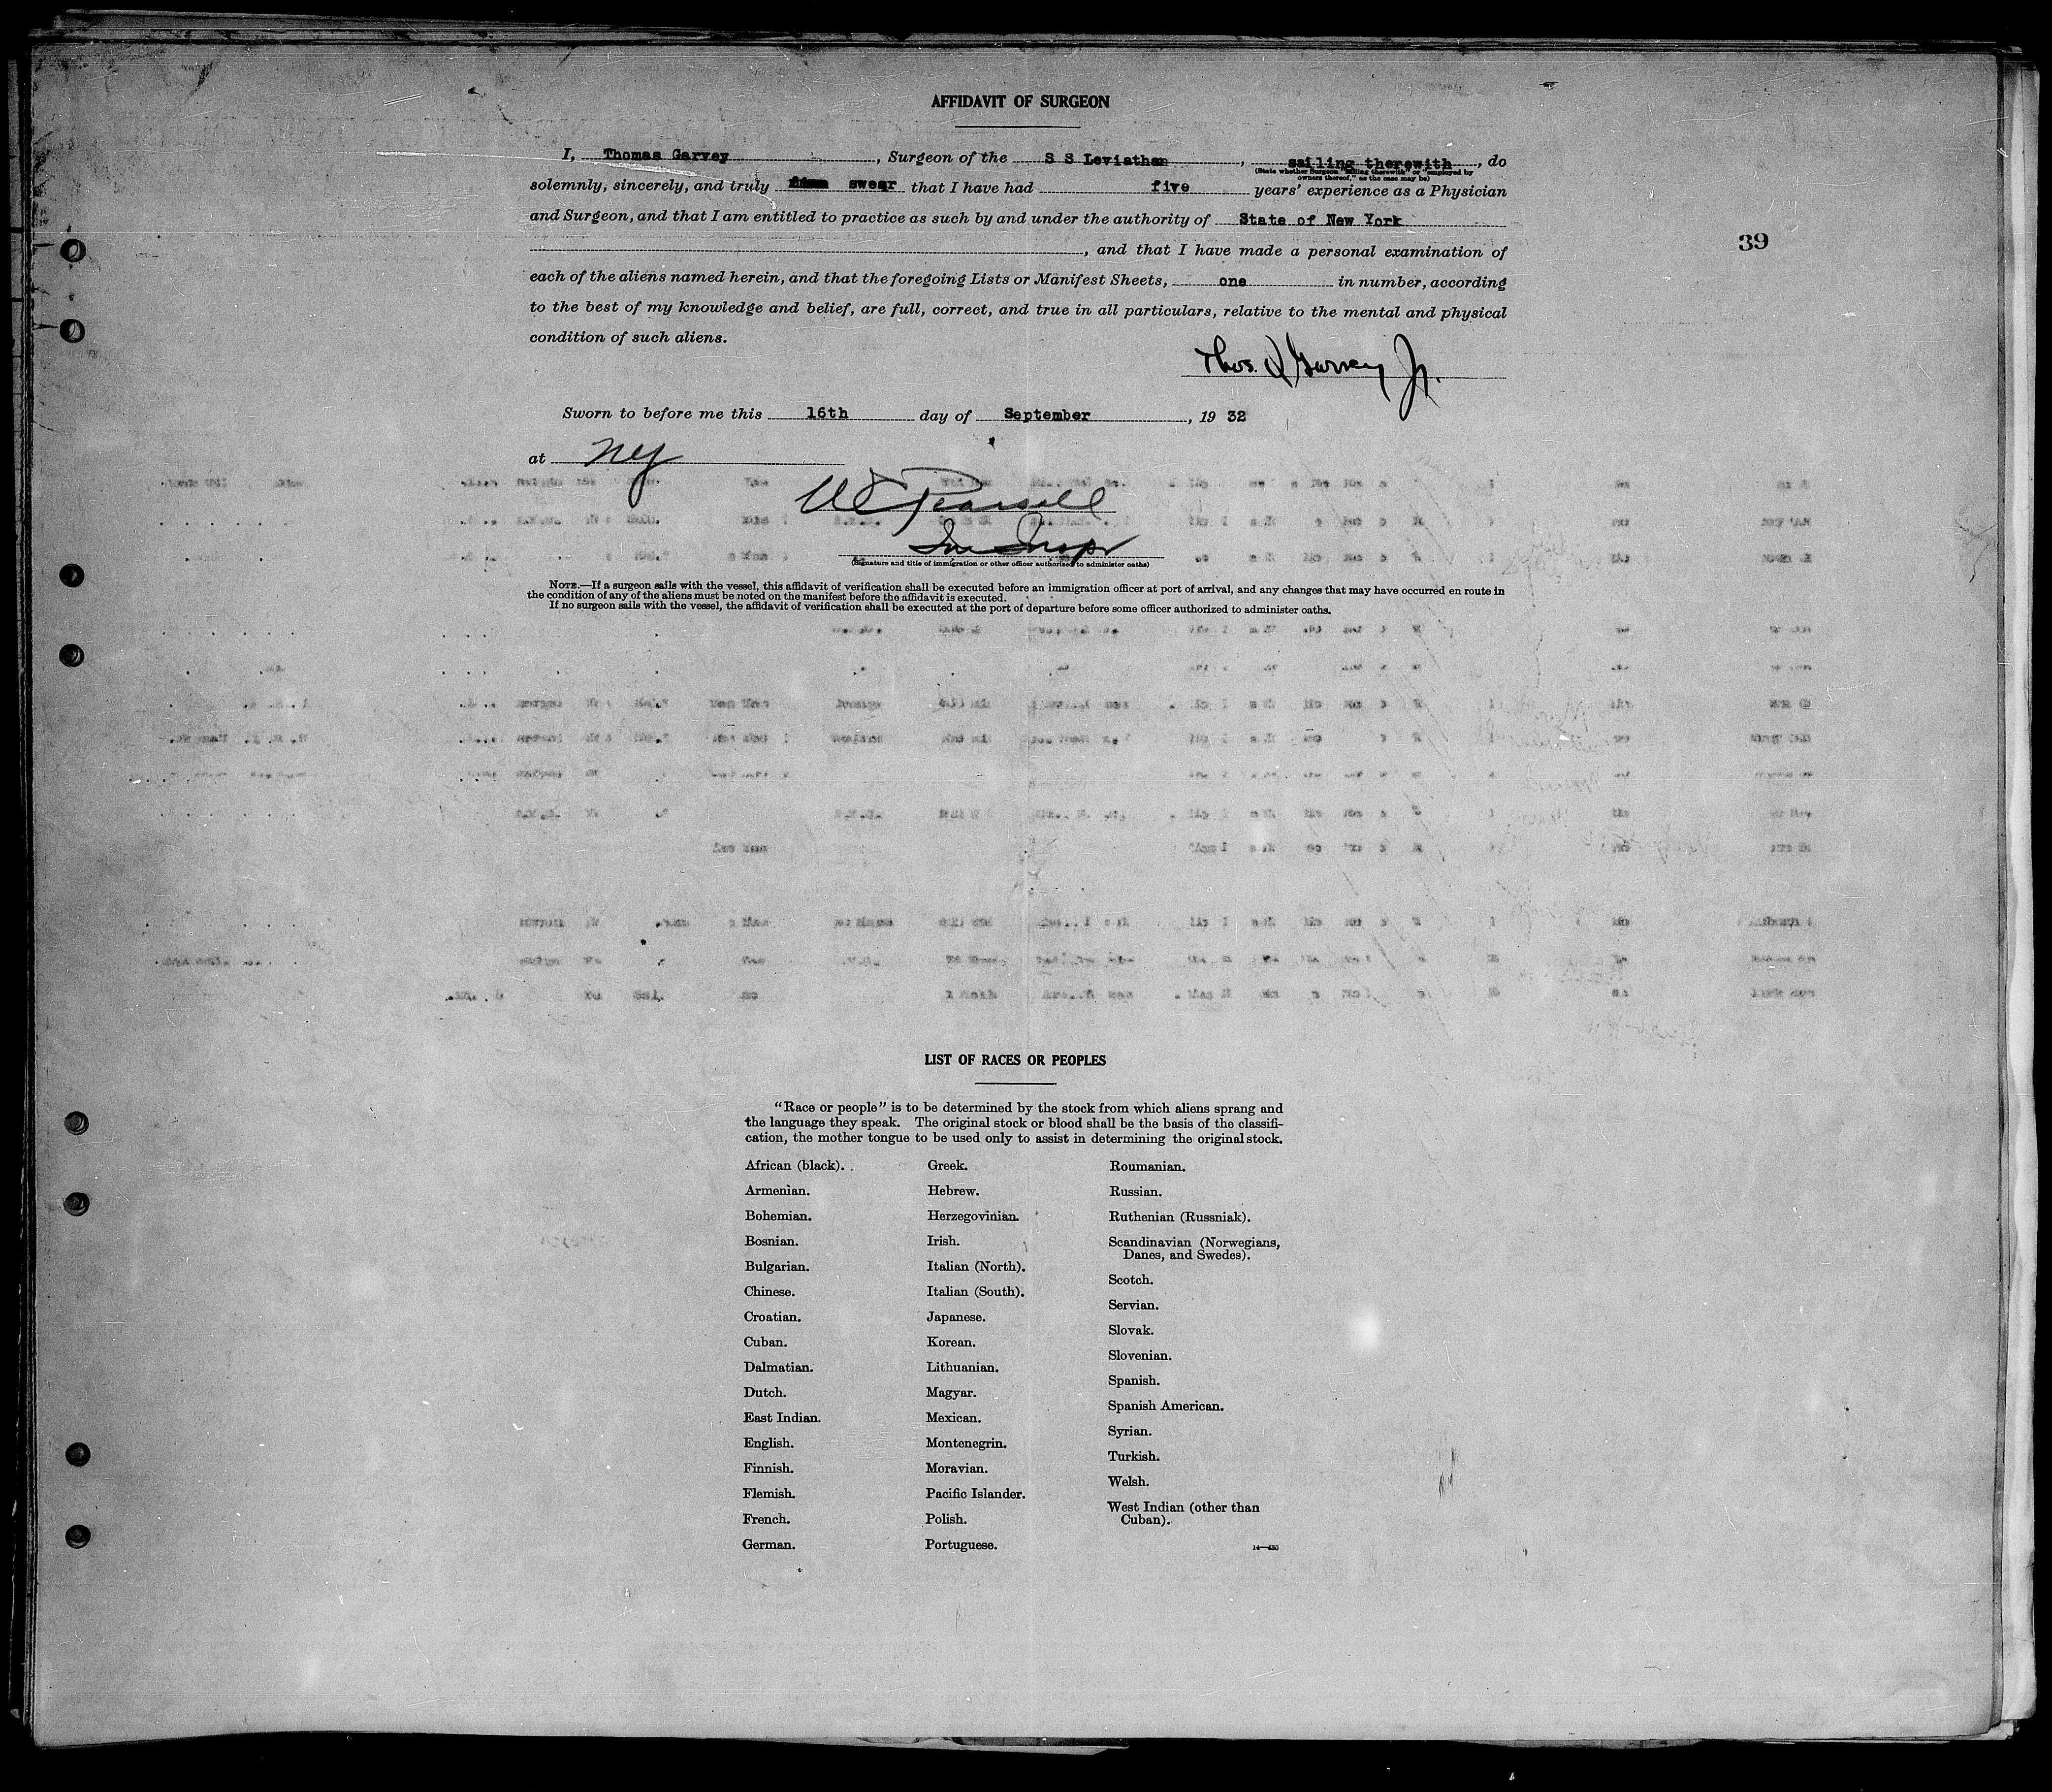 AFFIDAVIT OF SURGEON
I, Thomas Garvey, Surgeon of the S S Leviathan, sailing therewith, do
(State whether Surgeon "sailing therewith" or "employed by
owners thereof," as the case may be)
solemnly, sincerely, and truly swear that I have had five years' experience as a Physician
and Surgeon, and that I am entitled to practice as such by and under the authority of State of New York
39
, and that I have made a personal examination of
each of the aliens named herein, and that the foregoing Lists or Manifest Sheets, one in number, according
to the best of my knowledge and belief, are full, correct, and true in all particulars, relative to the mental and physical
condition of such aliens.
Thos. Garvey Jr.
Sworn to before me this 16th day of September, 19 32
at NY
(Signature and title of immigration or other officer authorized to administer oaths)
NOTE.—If a surgeon sails with the vessel, this affidavit of verification shall be executed before an immigration officer at port of arrival, and any changes that may have occurred en route in
the condition of any of the aliens must be noted on the manifest before the affidavit is executed.
If no surgeon sails with the vessel, the affidavit of verification shall be executed at the port of departure before some officer authorized to administer oaths.
LIST OF RACES OR PEOPLES
"Race or people" is to be determined by the stock from which aliens sprang and
the language they speak. The original stock or blood shall be the basis of the classifi-
cation, the mother tongue to be used only to assist in determining the original stock.
African (black).
Armenian.
Bohemian.
Bosnian.
Bulgarian.
Chinese.
Croatian.
Cuban.
Dalmatian.
Dutch.
East Indian.
English.
Finnish.
Flemish.
French.
German.
Greek.
Hebrew.
Herzegovinian.
Irish.
Italian (North).
Italian (South).
Japanese.
Korean.
Lithuanian.
Magyar.
Mexican.
Montenegrin.
Moravian.
Pacific Islander.
Polish.
Portuguese.
Roumanian.
Russian.
Ruthenian (Russniak).
Scandinavian (Norwegians,
Danes, and Swedes).
Scotch.
Servian.
Slovak.
Slovenian.
Spanish.
Spanish American.
Syrian.
Turkish.
Welsh.
West Indian (other than
Cuban).
14—430